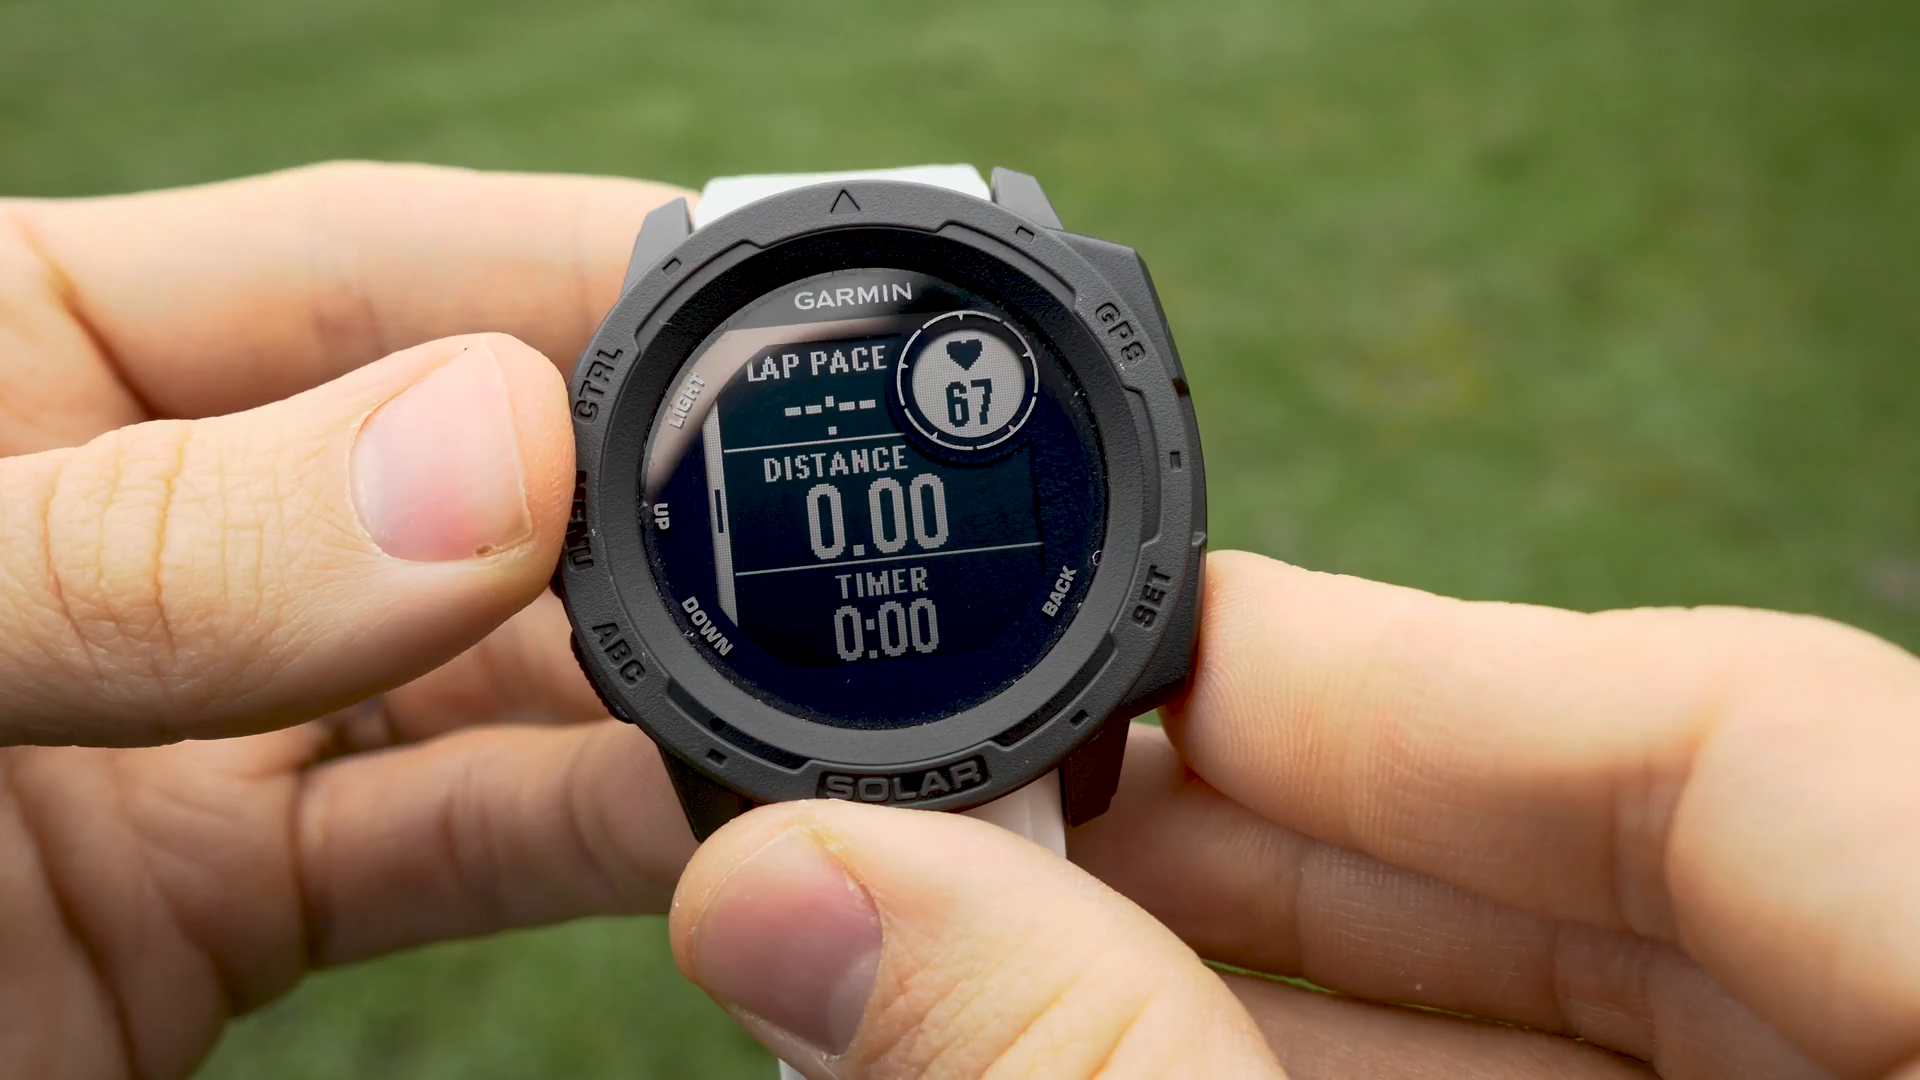 GARMIN
GPS
CTRL
LIGHT
LAP PACE
--:--
67
DISTANCE
0.00
UP
MENU
TIMER
0:00
DOWN
BACK
SET
ABC
SOLAR